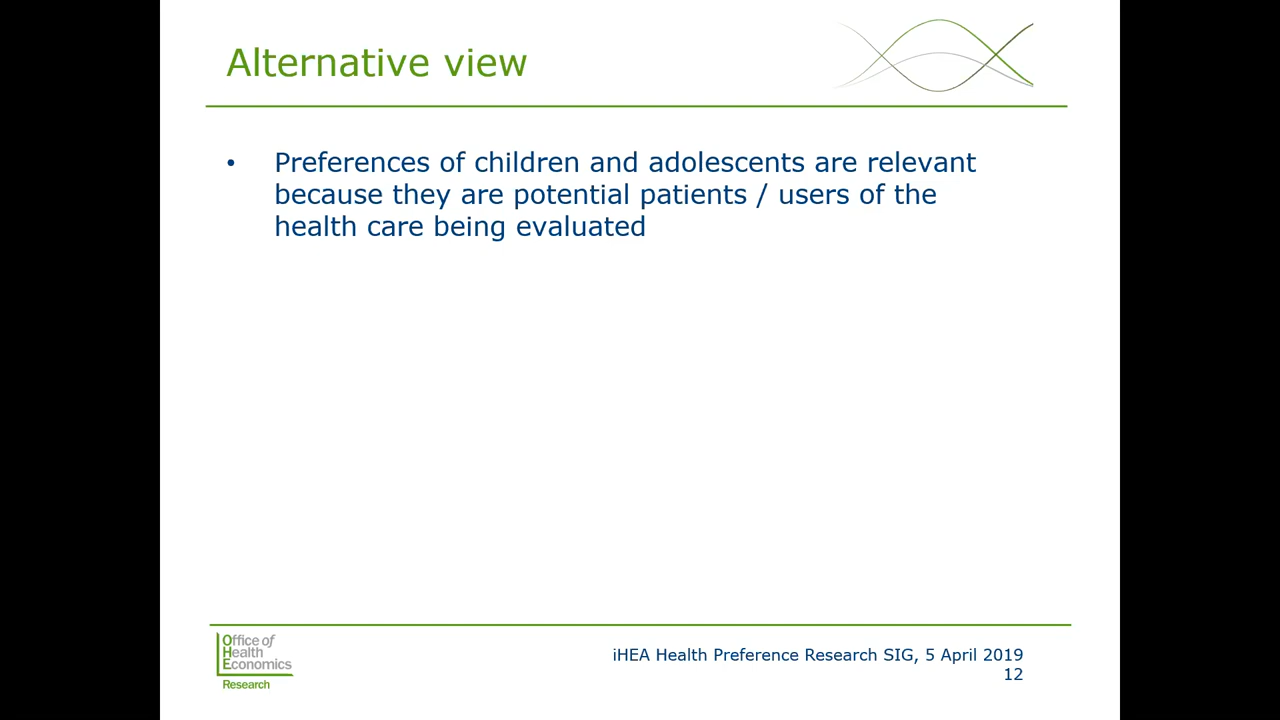 Alternative view
• Preferences of children and adolescents are relevant
because they are potential patients / users of the
health care being evaluated
Office of
Health
Economics
Research
iHEA Health Preference Research SIG, 5 April 2019
12